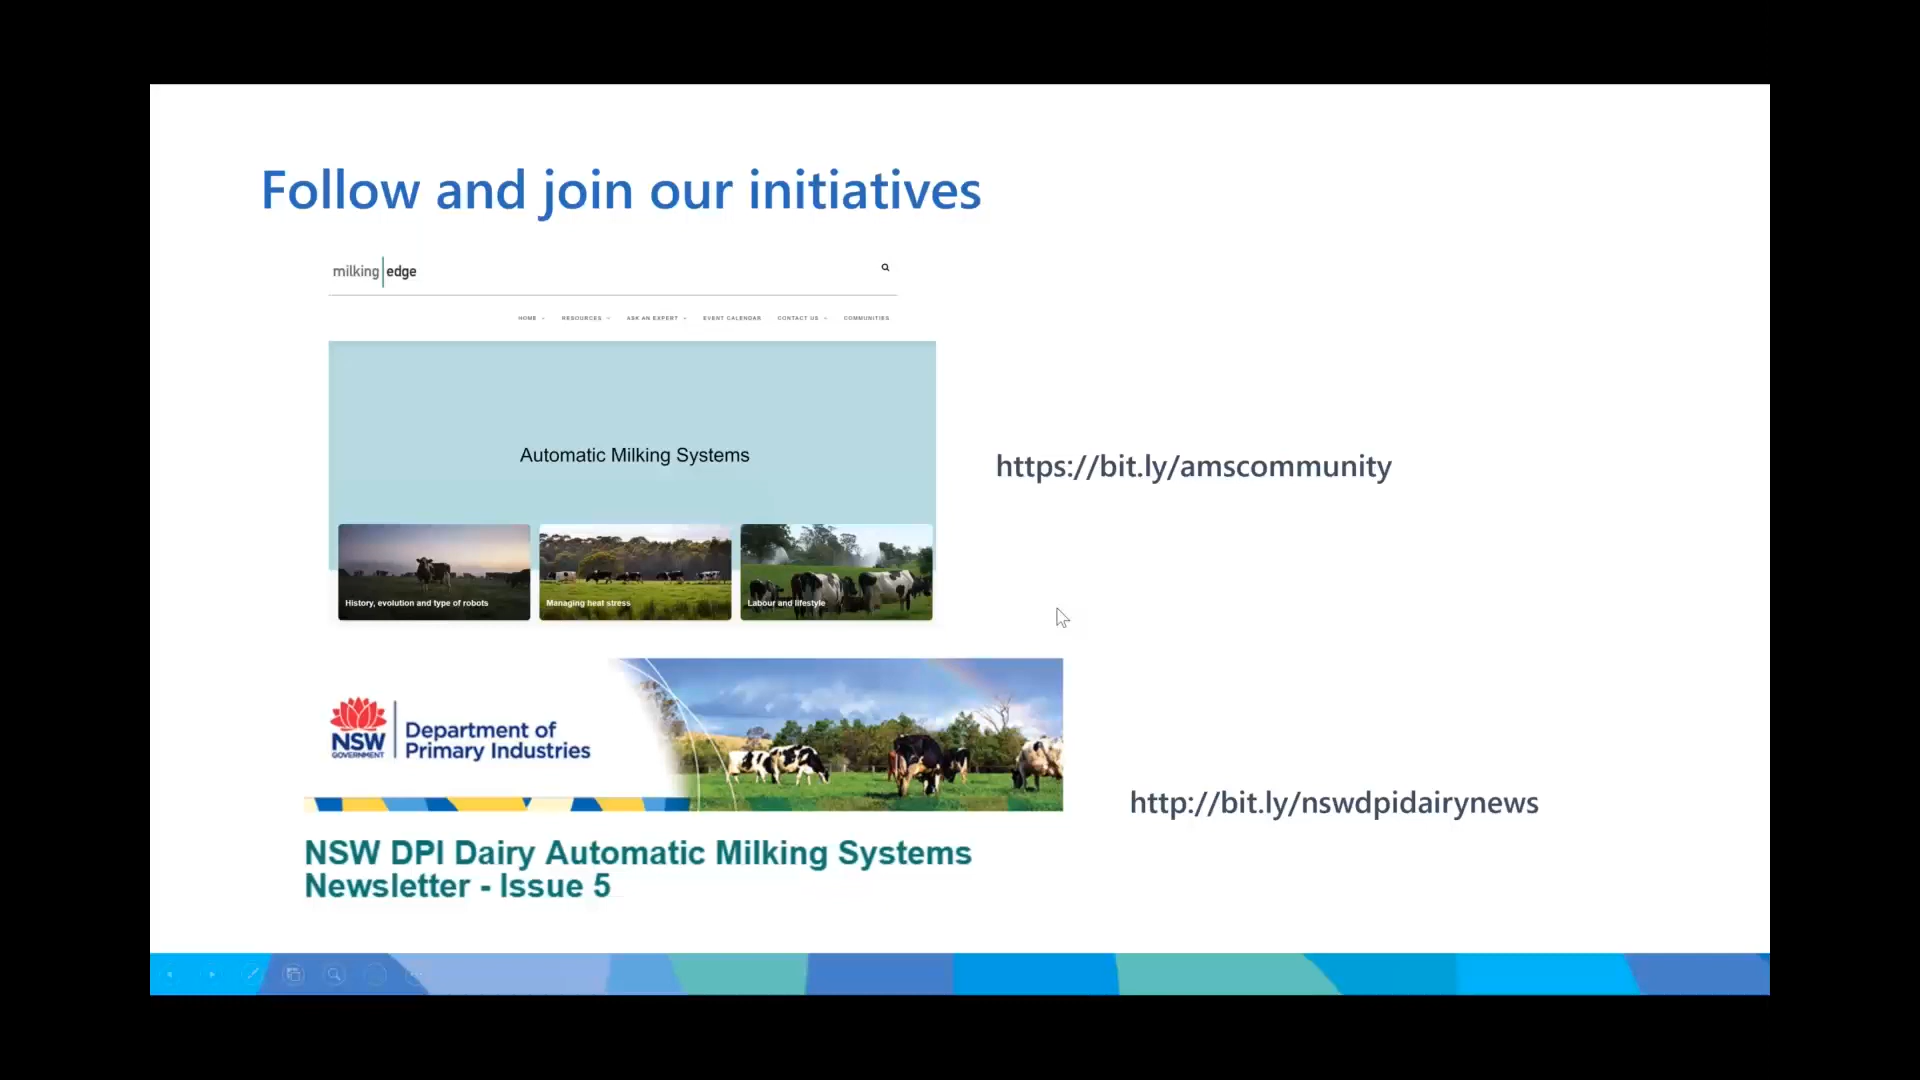 Follow and join our initiatives
milking edge
HOME RESOURCES ASK AN EXPERT EVENT CALENDAR CONTACT US COMMUNITIES
Automatic Milking Systems
https://bit.ly/amscommunity
History, evolution and type of robots
Managing heat stress
Labour and lifestyle
NSW
GOVERNMENT
Department of
Primary Industries
http://bit.ly/nswdpidairynews
NSW DPI Dairy Automatic Milking Systems
Newsletter - Issue 5